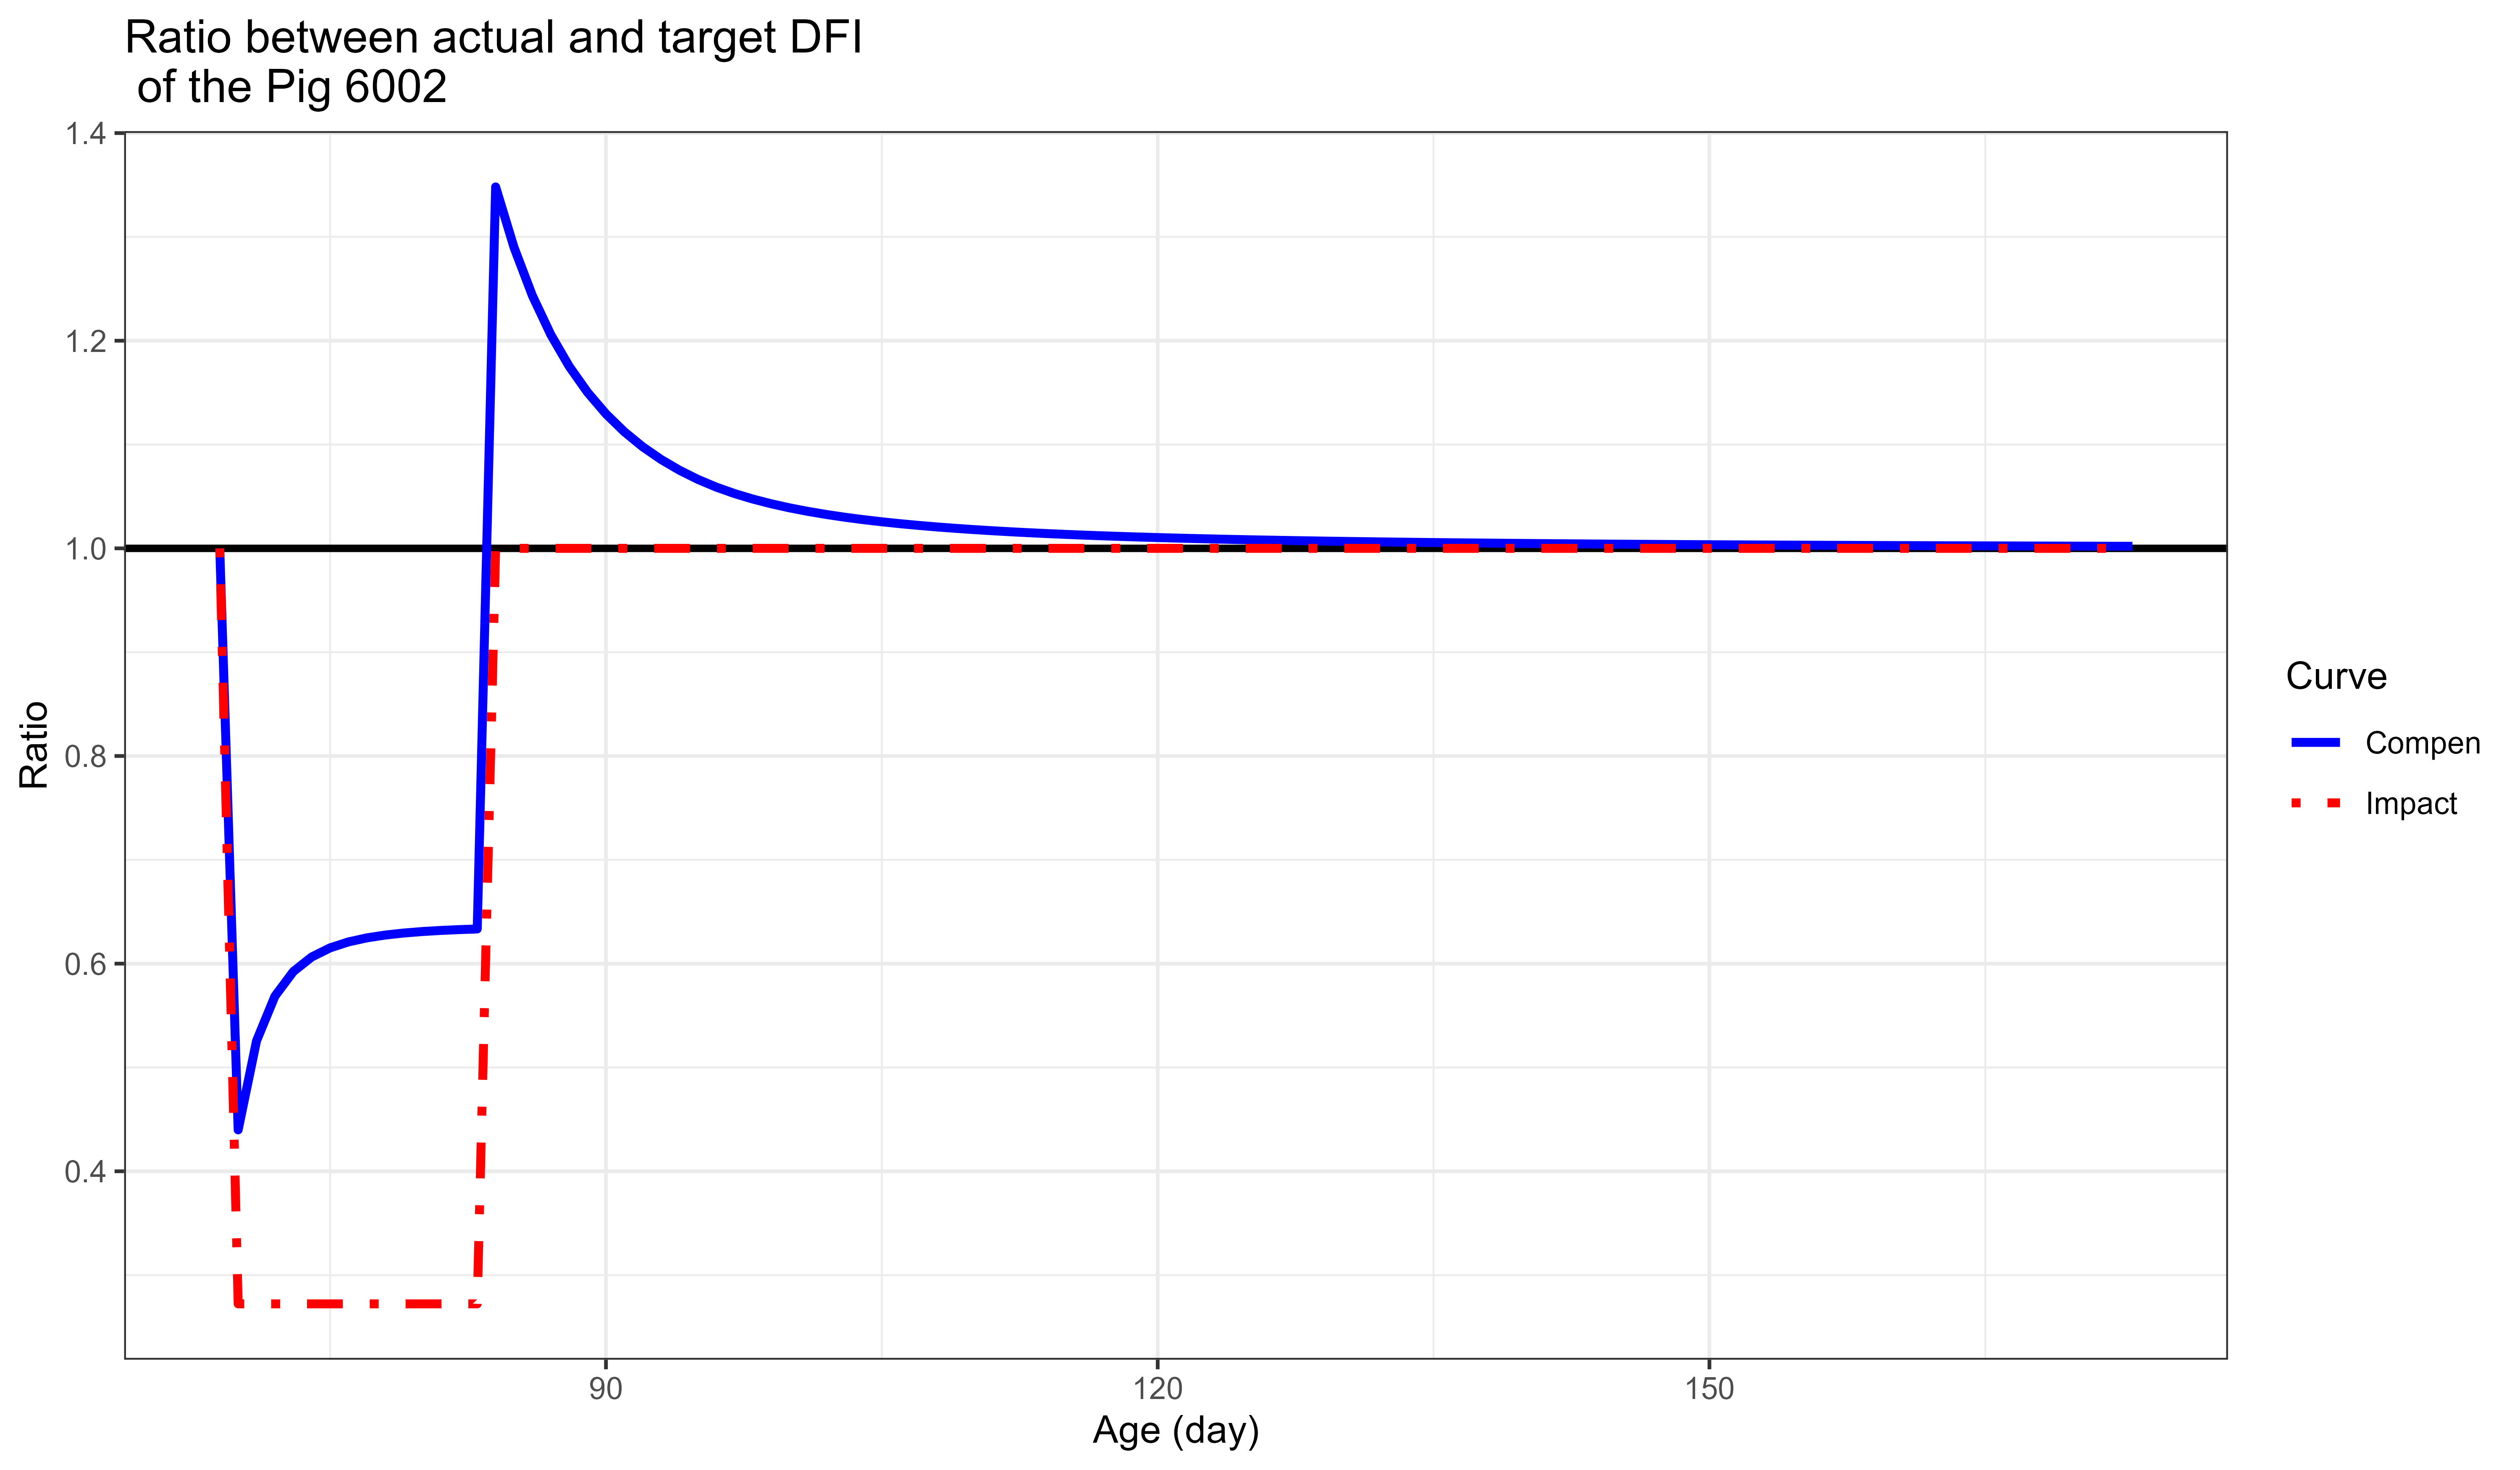 Ratio between actual and target DFI
of the Pig 6002
1.4
1.2
1.0
0.8
0.6
0.4
Ratio
90
120
150
Age (day)
Curve
Compen
Impact